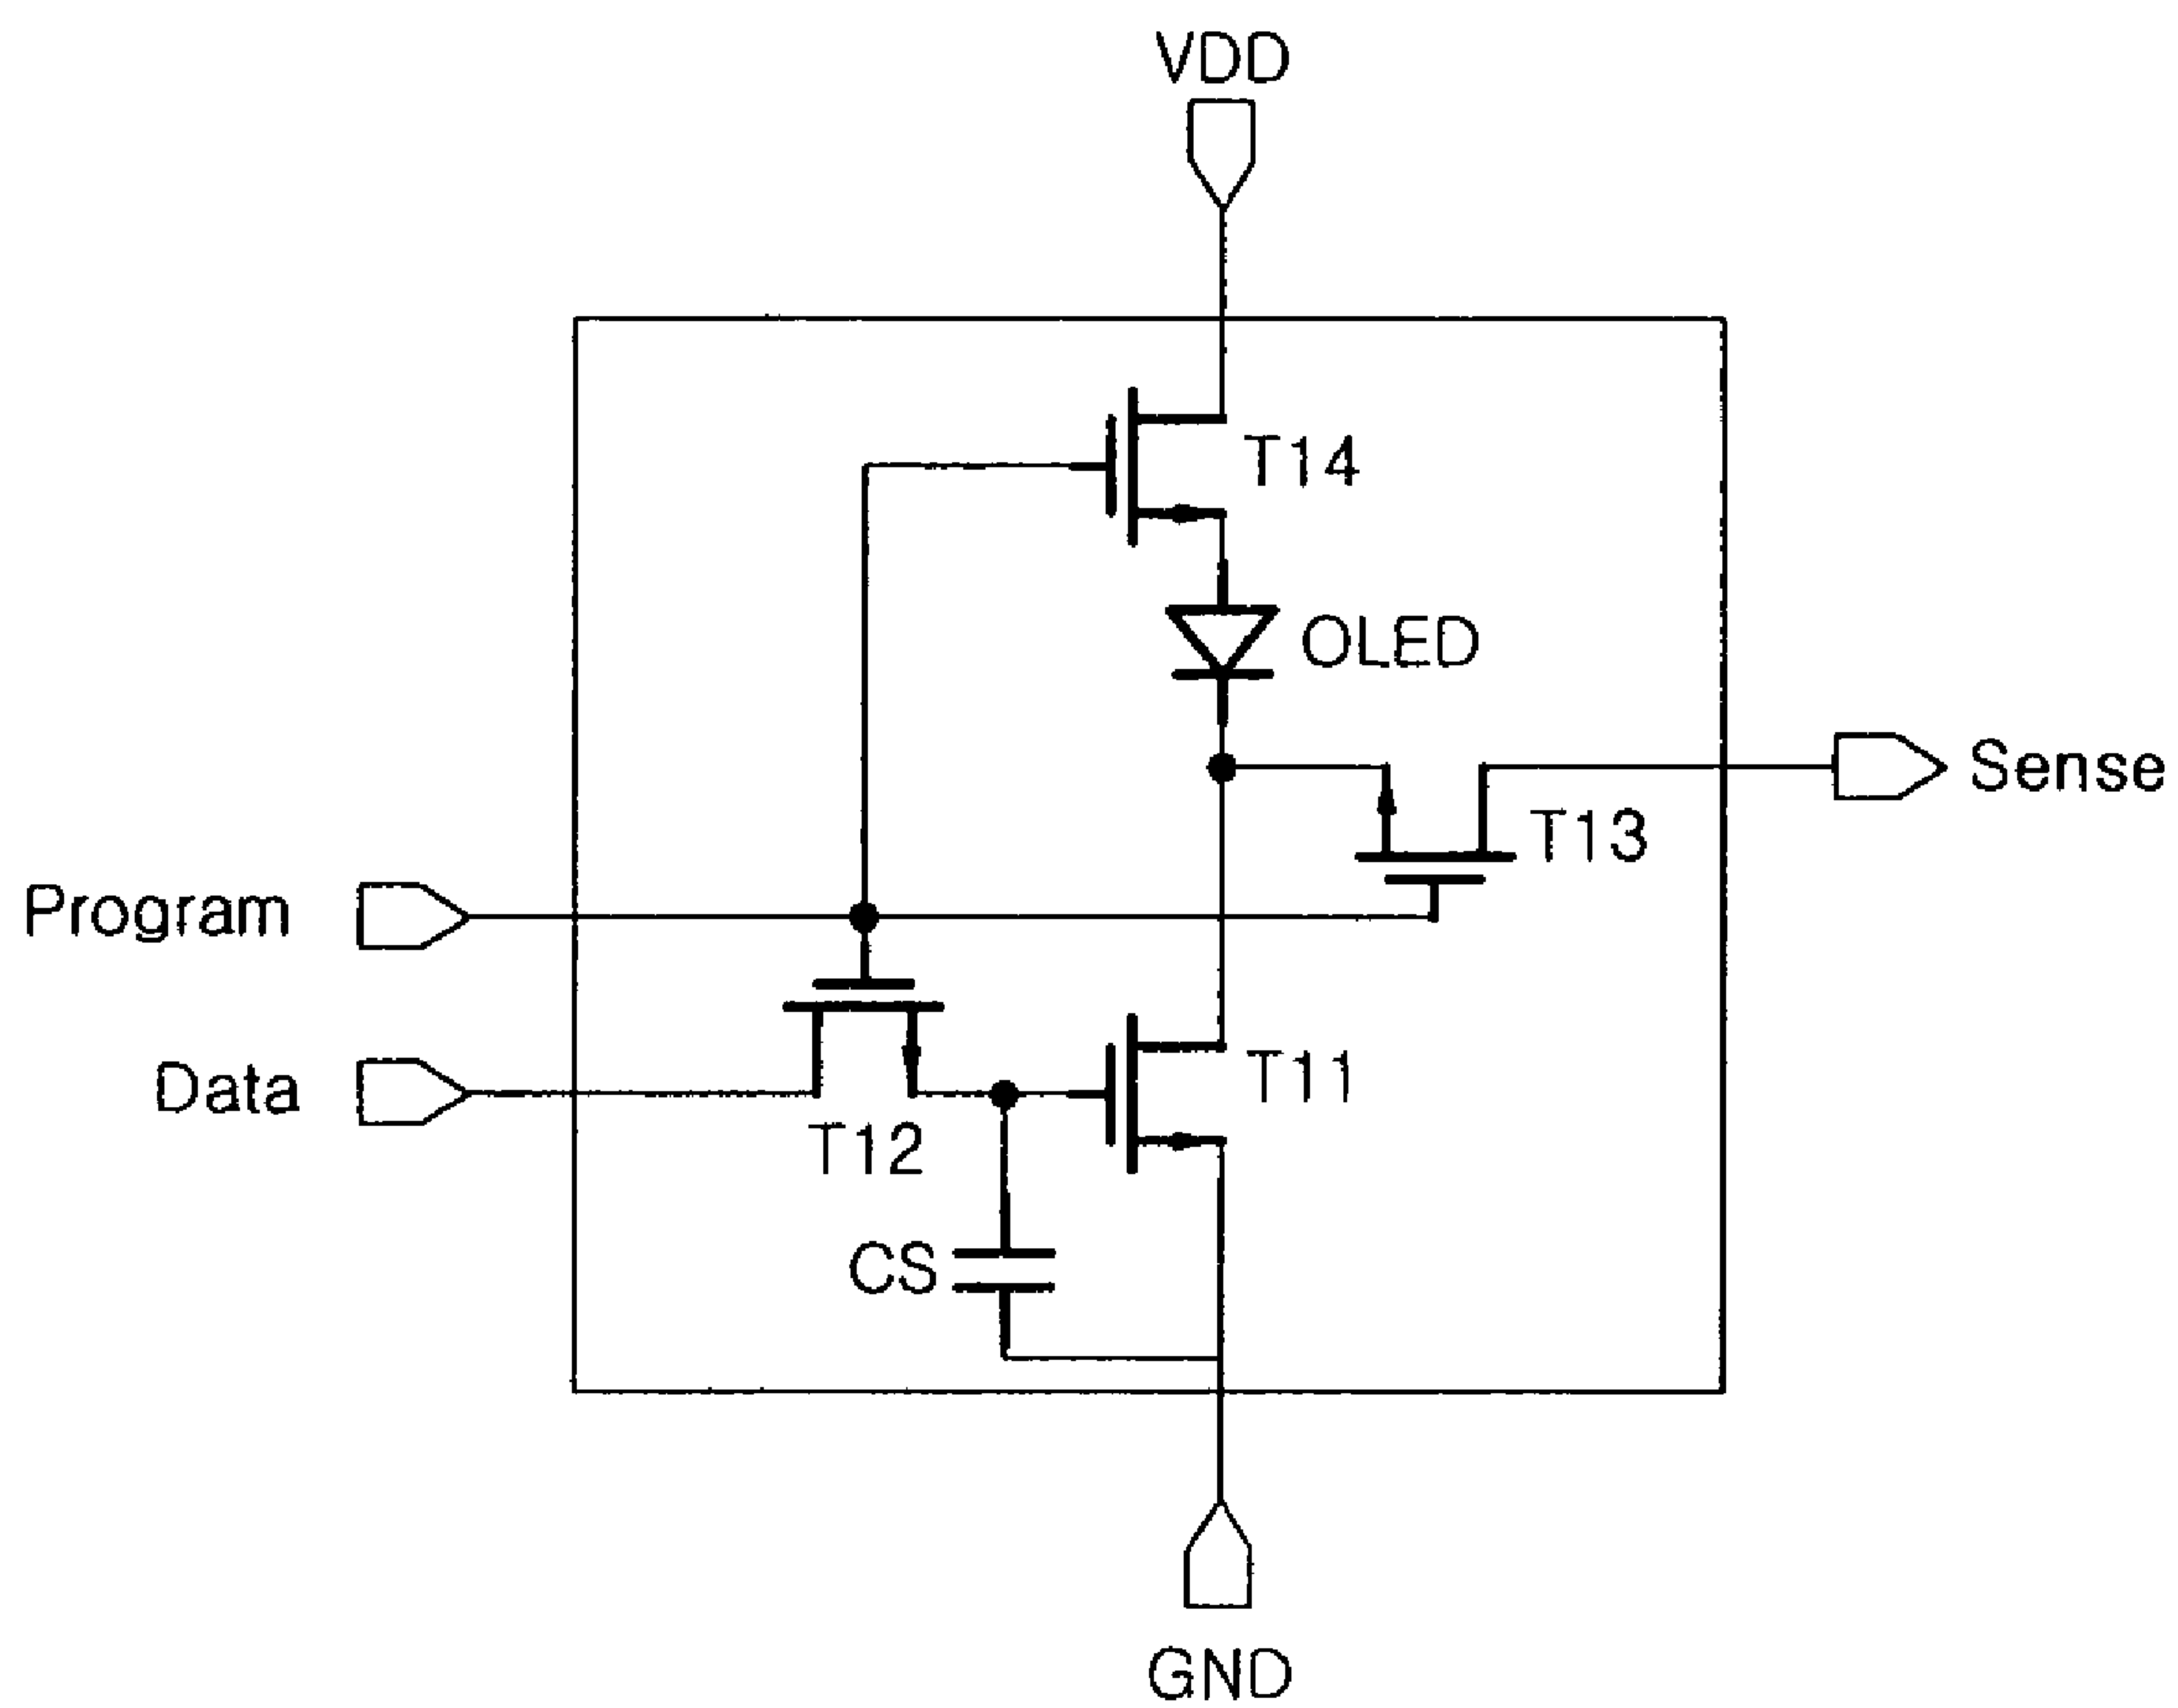 VDD
T14
OLED
Sense
T13
Program
Data
T11
T12
CS
GND